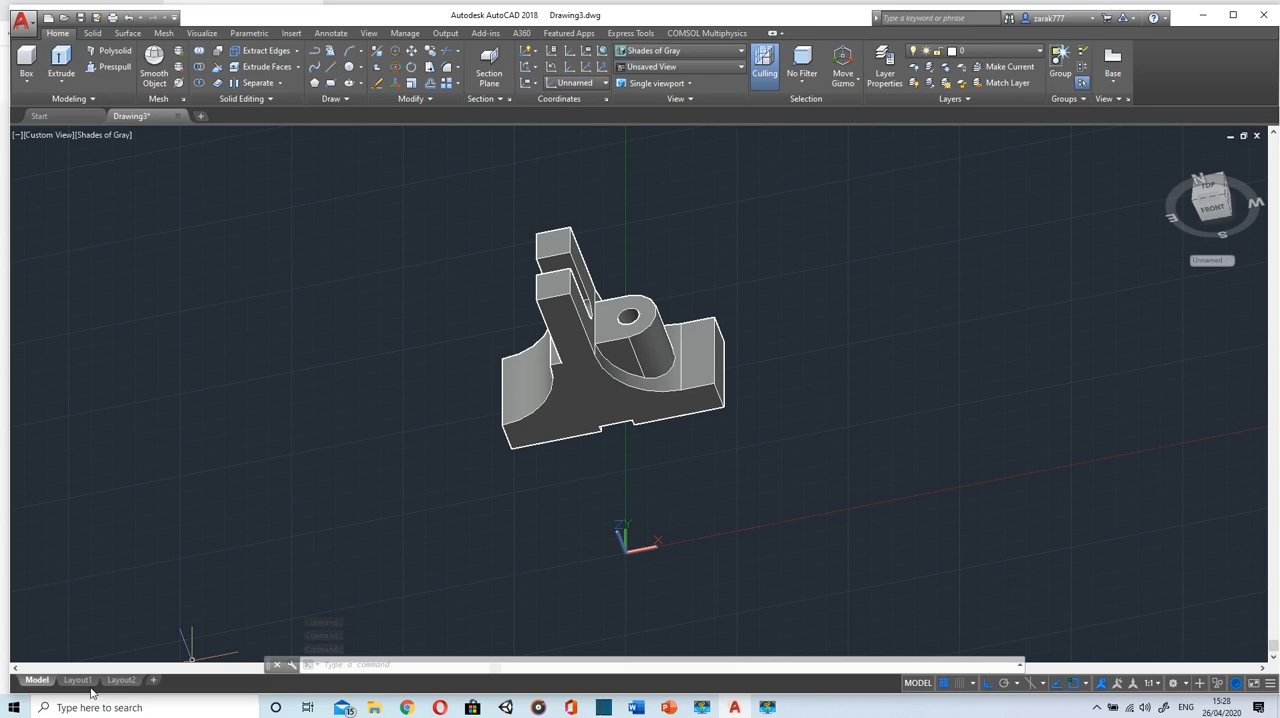 Autodesk AutoCAD 2018 Drawing3.dwg
Type a keyword or phrase
zarak777
Home Solid Surface Mesh Visualize Parametric Insert Annotate View Manage Output Add-ins A360 Featured Apps Express Tools COMSOL Multiphysics
Polysolid
Extract Edges
Shades of Gray
0
Presspull
Extrude Faces
Unsaved View
Make Current
Box Extrude
Smooth Object
Separate
Section Plane
Unnamed
Single viewport
Culling No Filter Move Gizmo
Layer Properties
Match Layer
Group Base
Modeling Mesh Solid Editing Draw Modify Section Coordinates View Selection Layers Groups View
Start Drawing3*
[−][Custom View][Shades of Gray]
N
TOP
FRONT
E W
S
Unnamed
Z Y
X
Command:
Command:
Command:
Type a command
Model Layout1 Layout2
MODEL 1:1
Type here to search
15
ENG
15:28
26/04/2020